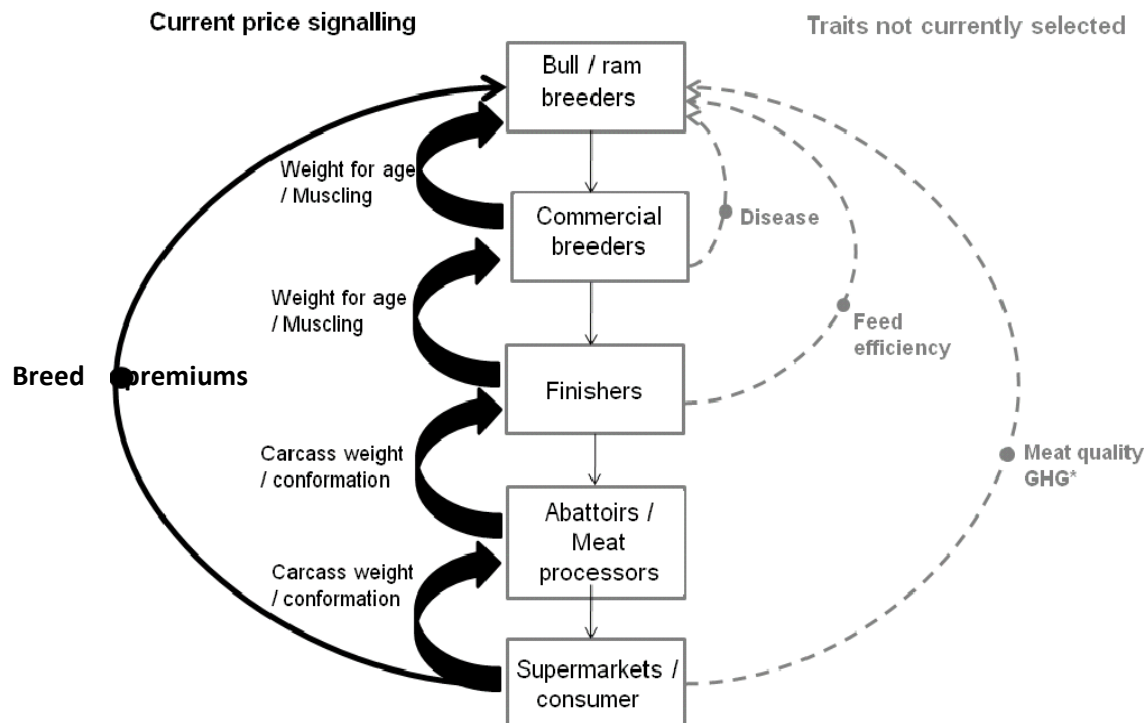 Current price signalling
Traits not currently selected
Bull / ram
breeders
Weight for age
/ Muscling
Commercial
breeders
Disease
Weight for age
/ Muscling
Feed
efficiency
Breed premiums
Finishers
Carcass weight
/ conformation
Meat quality
GHG*
Abattoirs /
Meat
processors
Carcass weight
/ conformation
Supermarkets /
consumer